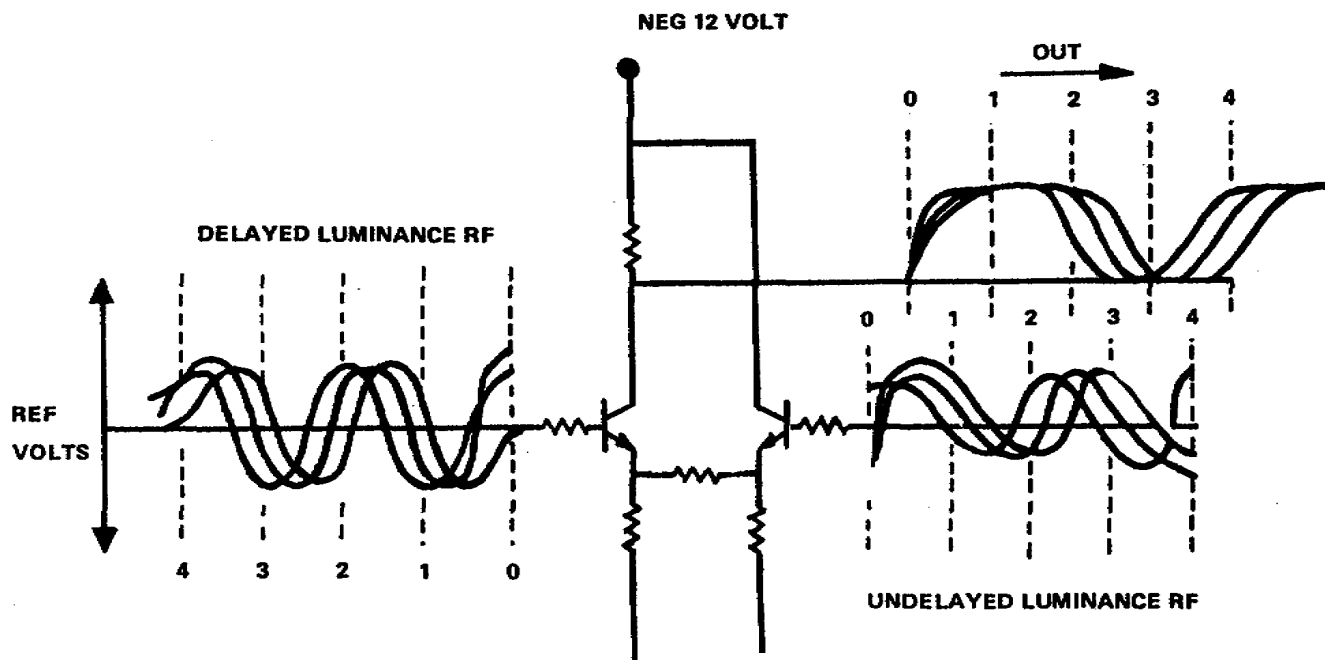 NEG 12 VOLT
OUT
0 1 2 3 4
DELAYED LUMINANCE RF
0 1 2 3 4
REF
VOLTS
4 3 2 1 0
UNDELAYED LUMINANCE RF